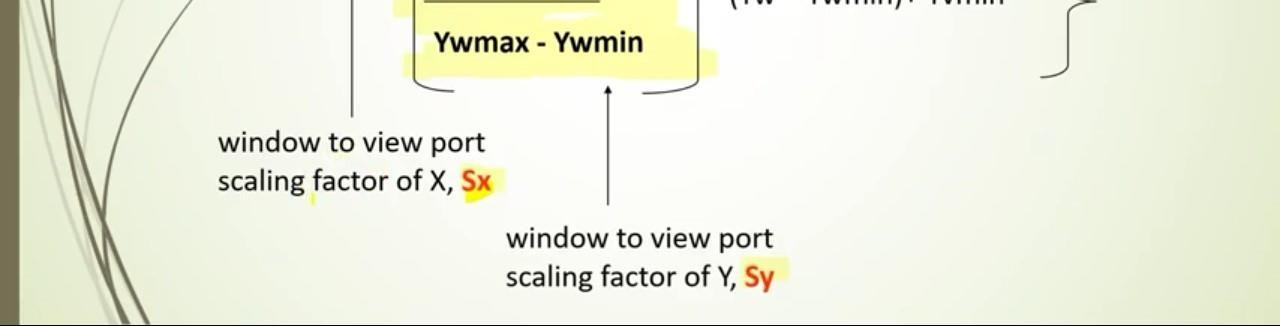 Ywmax - Ywmin
window to view port
scaling factor of X, Sx
window to view port
scaling factor of Y, Sy